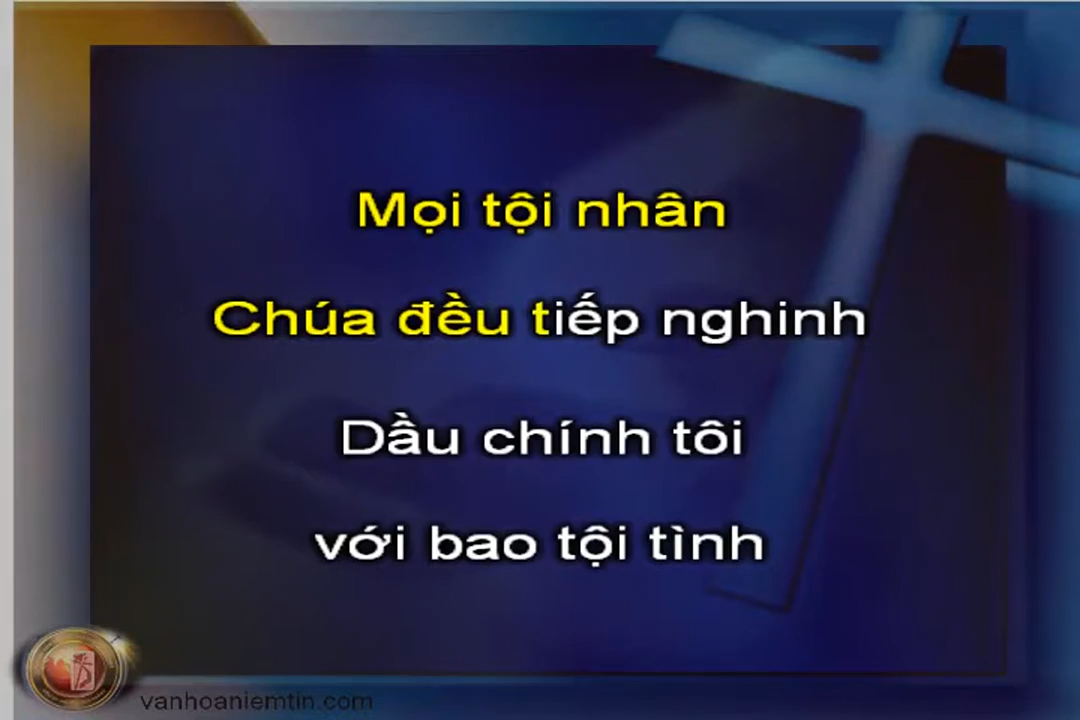 Mọi tội nhân
Chúa đều tiếp nghinh
Dầu chính tôi
với bao tội tình
vanhoaniemtin.com